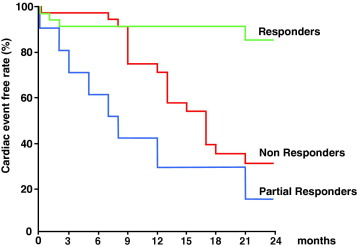 Cardiac event free rate (%)
100
80
60
40
20
0
Responders
Non Responders
Partial Responders
0 3 6 9 12 15 18 21 24
months